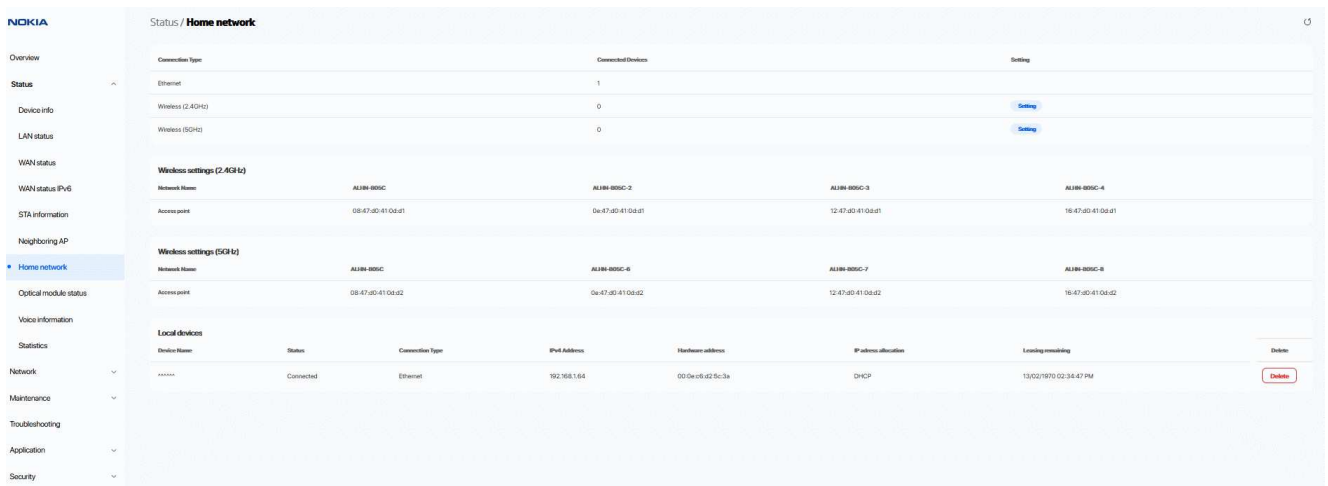 NOKIA
Status / Home network
Overview
Status
Device info
LAN status
WAN status
WAN status IPv6
STA information
Neighboring AP
Home network
Optical module status
Voice information
Statistics
Network
Maintenance
Troubleshooting
Application
Security
Connection Type Connected Devices Setting
Ethernet 1
Wireless (2.4GHz) 0 Setting
Wireless (5GHz) 0 Setting
Wireless settings (2.4GHz)
Network Name ALHN-805C ALHN-805C-2 ALHN-805C-3 ALHN-805C-4
Access point 08:47:d0:41:0d:d1 0e:47:d0:41:0d:d1 12:47:d0:41:0d:d1 16:47:d0:41:0d:d1
Wireless settings (5GHz)
Network Name ALHN-805C ALHN-805C-6 ALHN-805C-7 ALHN-805C-8
Access point 08:47:d0:41:0d:d2 0e:47:d0:41:0d:d2 12:47:d0:41:0d:d2 16:47:d0:41:0d:d2
Local devices
Device Name Status Connection Type IPv4 Address Hardware address IP adress allocation Leasing remaining Delete
****** Connected Ethernet 192.168.1.64 00:0e:c6:d2:5c:3a DHCP 13/02/1970 02:34:47 PM Delete